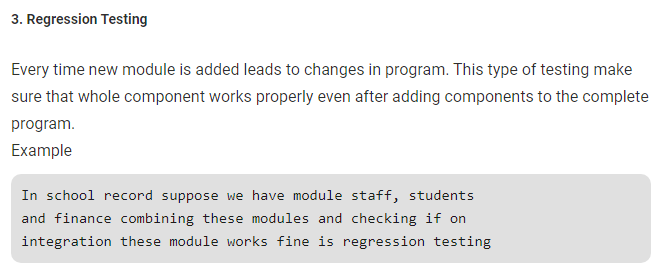 3. Regression Testing
Every time new module is added leads to changes in program. This type of testing make
sure that whole component works properly even after adding components to the complete
program.
Example
In school record suppose we have module staff, students
and finance combining these modules and checking if on
integration these module works fine is regression testing